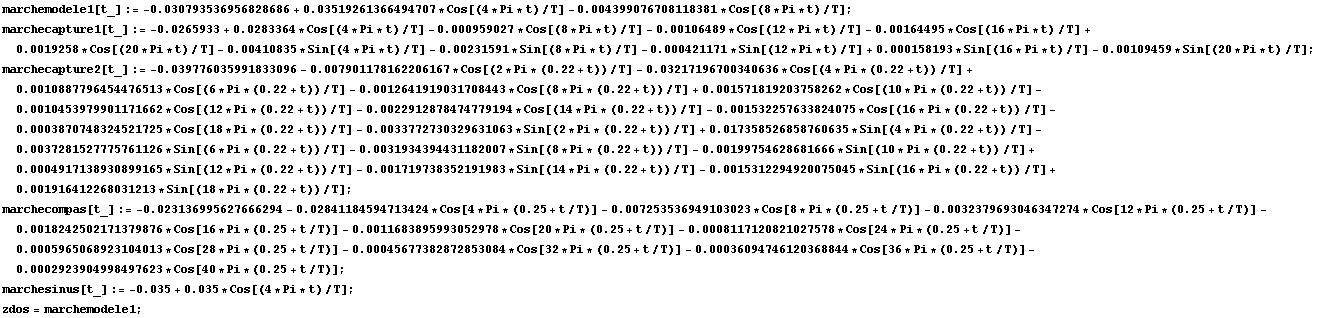 marchemodele1[t_] := -0.030793536956828686 + 0.03519261366494707*Cos[(4*Pi*t)/T] - 0.004399076708118381*Cos[(8*Pi*t)/T];
marchecapture1[t_] := -0.0265933 + 0.0283364*Cos[(4*Pi*t)/T] - 0.000959027*Cos[(8*Pi*t)/T] - 0.00106489*Cos[(12*Pi*t)/T] - 0.00164495*Cos[(16*Pi*t)/T] +
0.0019258*Cos[(20*Pi*t)/T] - 0.00410835*Sin[(4*Pi*t)/T] - 0.00231591*Sin[(8*Pi*t)/T] - 0.000421171*Sin[(12*Pi*t)/T] + 0.000158193*Sin[(16*Pi*t)/T] - 0.00109459*Sin[(20*Pi*t)/T];
marchecapture2[t_] := -0.039776035991833096 - 0.007901178162206167*Cos[(2*Pi*(0.22+t))/T] - 0.03217196700340636*Cos[(4*Pi*(0.22+t))/T] +
0.0010887796454476513*Cos[(6*Pi*(0.22+t))/T] - 0.0012641919031708443*Cos[(8*Pi*(0.22+t))/T] + 0.001571819203758262*Cos[(10*Pi*(0.22+t))/T] -
0.0010453979901171662*Cos[(12*Pi*(0.22+t))/T] - 0.0022912878474779194*Cos[(14*Pi*(0.22+t))/T] - 0.001532257633824075*Cos[(16*Pi*(0.22+t))/T] -
0.0003870748324521725*Cos[(18*Pi*(0.22+t))/T] - 0.0033772730329631063*Sin[(2*Pi*(0.22+t))/T] + 0.017358526858760635*Sin[(4*Pi*(0.22+t))/T] -
0.0037281527775761126*Sin[(6*Pi*(0.22+t))/T] - 0.0031934394431182007*Sin[(8*Pi*(0.22+t))/T] - 0.00199754628681666*Sin[(10*Pi*(0.22+t))/T] +
0.0004917138930899165*Sin[(12*Pi*(0.22+t))/T] - 0.001719738352191983*Sin[(14*Pi*(0.22+t))/T] - 0.0015312294920075045*Sin[(16*Pi*(0.22+t))/T] +
0.001916412268031213*Sin[(18*Pi*(0.22+t))/T];
marchecompas[t_] := -0.023136995627666294 - 0.02841184594713424*Cos[4*Pi*(0.25+t/T)] - 0.007253536949103023*Cos[8*Pi*(0.25+t/T)] - 0.0032379693046347274*Cos[12*Pi*(0.25+t/T)] -
0.0018242502171379876*Cos[16*Pi*(0.25+t/T)] - 0.0011683895993052978*Cos[20*Pi*(0.25+t/T)] - 0.0008117120821027578*Cos[24*Pi*(0.25+t/T)] -
0.0005965068923104013*Cos[28*Pi*(0.25+t/T)] - 0.00045677382872853084*Cos[32*Pi*(0.25+t/T)] - 0.00036094746120368844*Cos[36*Pi*(0.25+t/T)] -
0.0002923904998497623*Cos[40*Pi*(0.25+t/T)];
marchesinus[t_] := -0.035 + 0.035*Cos[(4*Pi*t)/T];
zdos = marchemodele1;